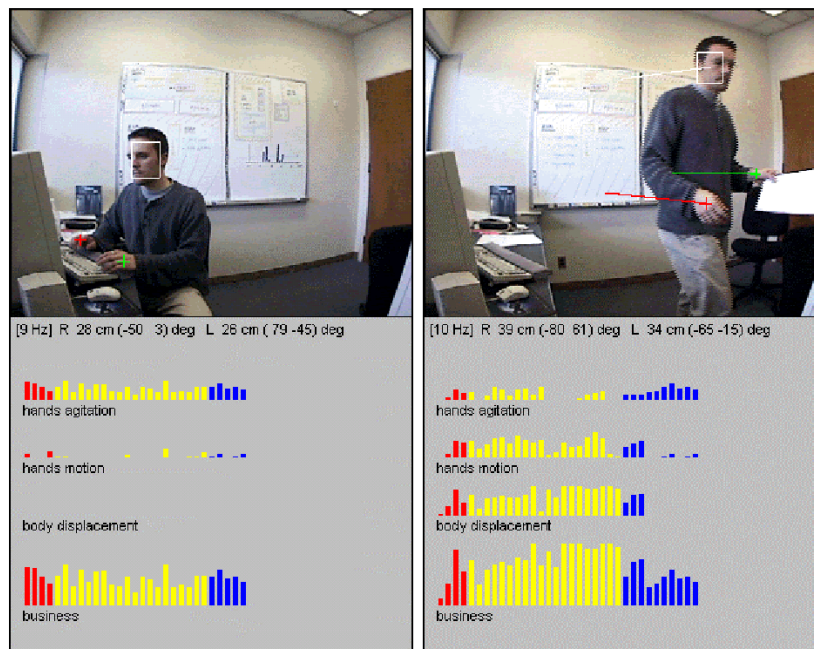 [9 Hz] R 28 cm (-50 3) deg L 26 cm ( 79 -45) deg
hands agitation
hands motion
body displacement
business
[10 Hz] R 39 cm (-80 61) deg L 34 cm (-65 -15) deg
hands agitation
hands motion
body displacement
business